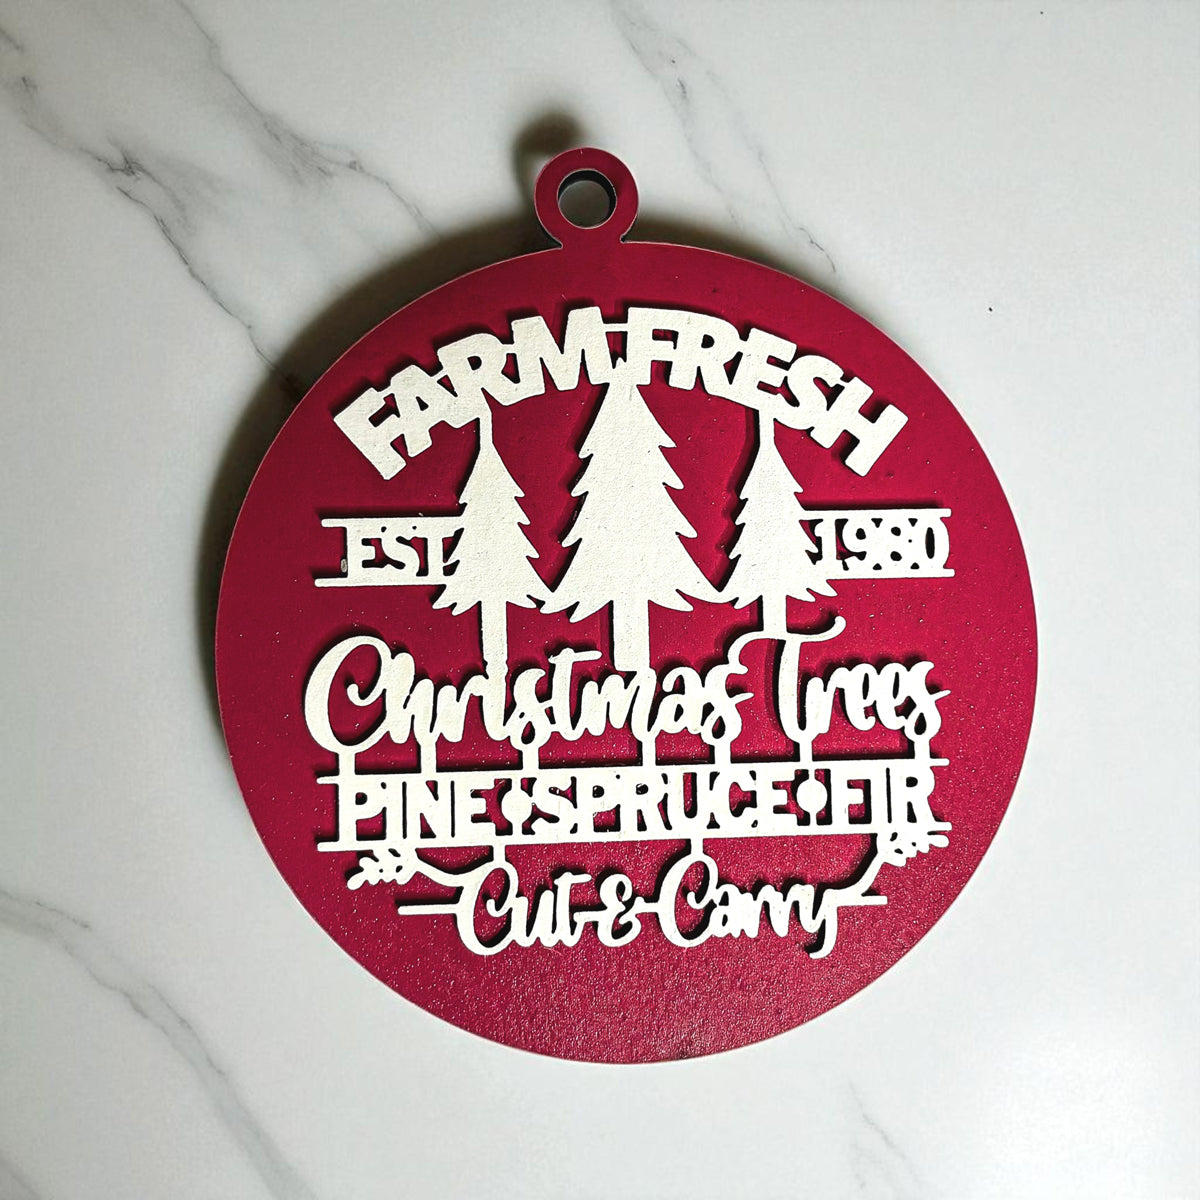 FARM FRESH
EST 1980
Christmas Trees
PINE • SPRUCE • FIR
Cut & Carry